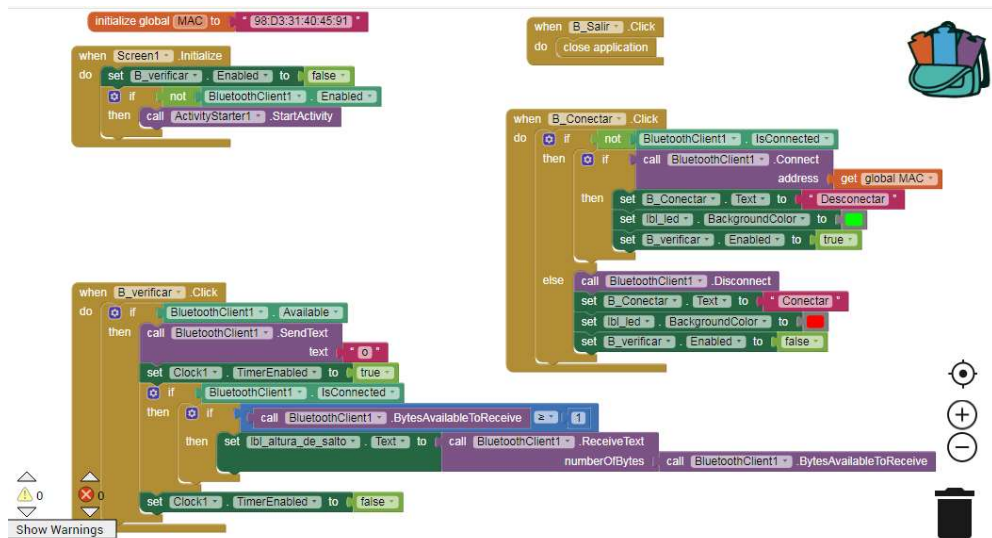 initialize global MAC to " 98:D3:31:40:45:91 "
when Screen1 .Initialize
do set B_verificar . Enabled to false
if not BluetoothClient1 . Enabled
then call ActivityStarter1 .StartActivity
when B_Salir .Click
do close application
when B_Conectar .Click
do if not BluetoothClient1 . IsConnected
then if call BluetoothClient1 .Connect
address get global MAC
then set B_Conectar . Text to " Desconectar "
set lbl_led . BackgroundColor to
set B_verificar . Enabled to true
else call BluetoothClient1 .Disconnect
set B_Conectar . Text to " Conectar "
set lbl_led . BackgroundColor to
set B_verificar . Enabled to false
when B_verificar .Click
do if BluetoothClient1 . Available
then call BluetoothClient1 .SendText
text " o "
set Clock1 . TimerEnabled to true
if BluetoothClient1 . IsConnected
then if call BluetoothClient1 .BytesAvailableToReceive ≥ 1
then set lbl_altura_de_salto . Text to call BluetoothClient1 .ReceiveText
numberOfBytes call BluetoothClient1 .BytesAvailableToReceive
set Clock1 . TimerEnabled to false
0 0
Show Warnings